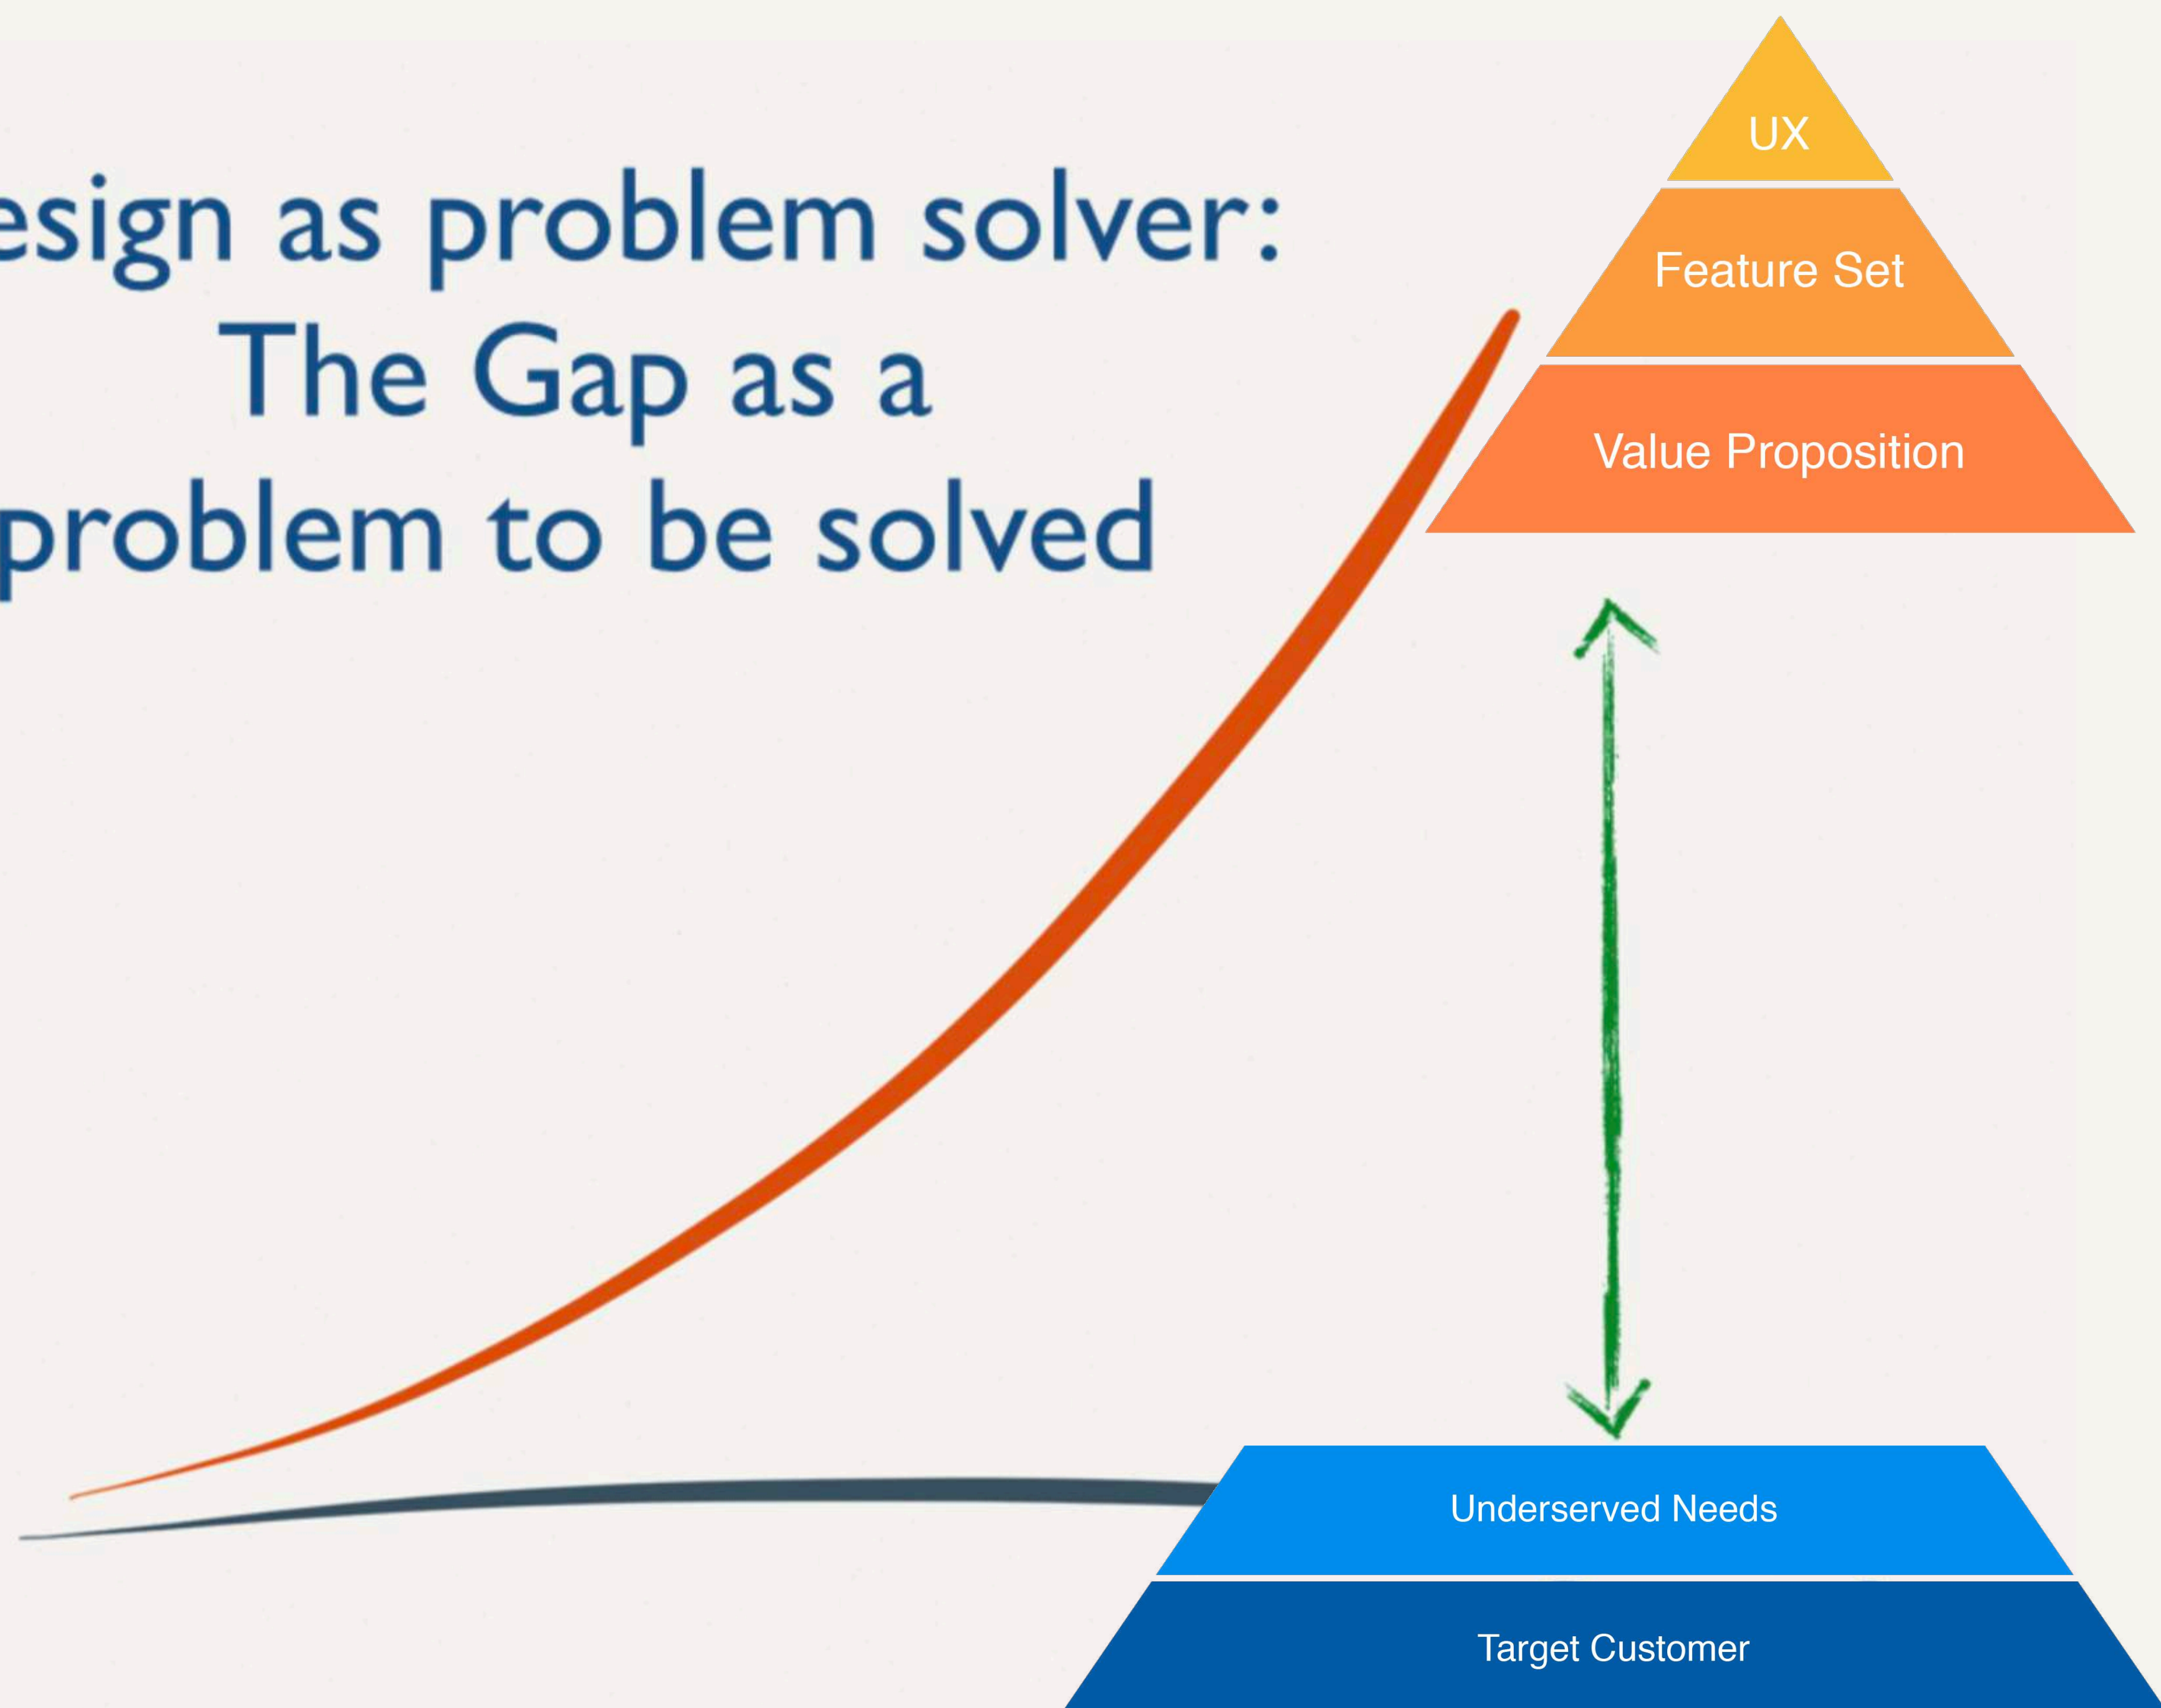 esign as problem solver:
The Gap as a
problem to be solved
UX
Feature Set
Value Proposition
Underserved Needs
Target Customer